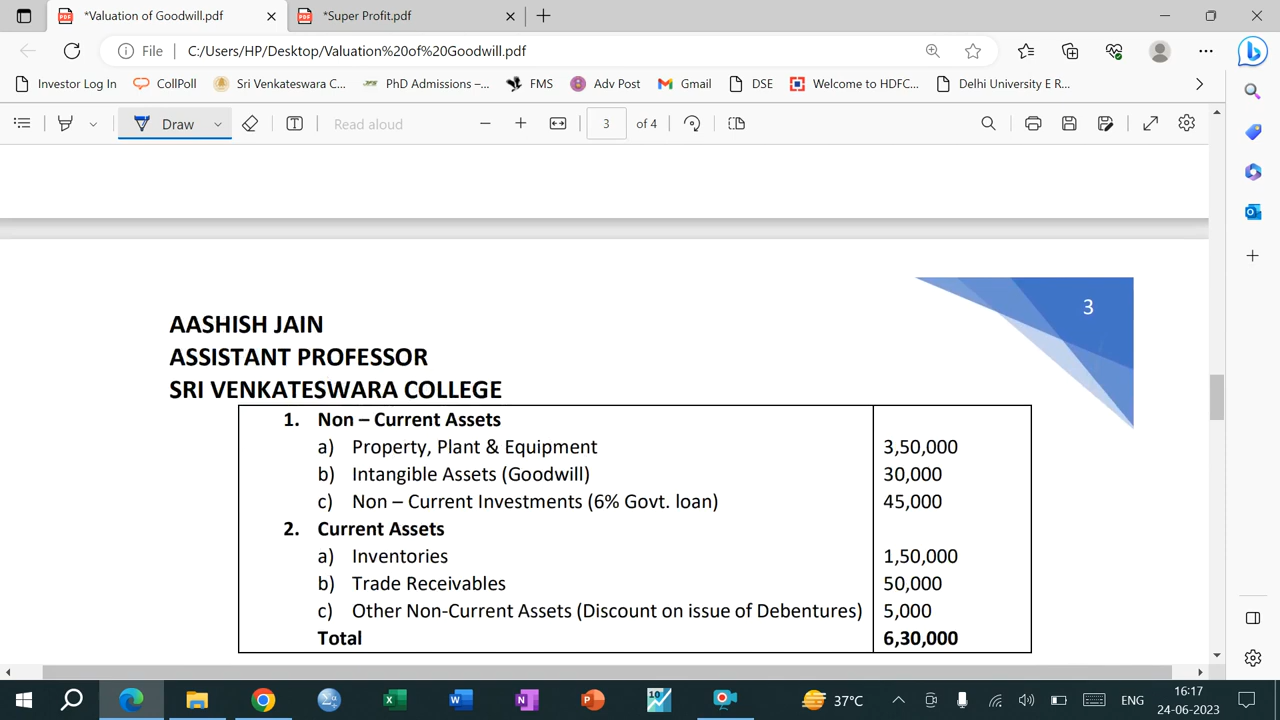 *Valuation of Goodwill.pdf
*Super Profit.pdf
File
C:/Users/HP/Desktop/Valuation%20of%20Goodwill.pdf
Investor Log In
CollPoll
Sri Venkateswara C...
PhD Admissions –...
FMS
Adv Post
Gmail
DSE
Welcome to HDFC...
Delhi University E R...
Draw
Read aloud
3
of 4
3
AASHISH JAIN
ASSISTANT PROFESSOR
SRI VENKATESWARA COLLEGE
1. Non – Current Assets
a) Property, Plant & Equipment 3,50,000
b) Intangible Assets (Goodwill) 30,000
c) Non – Current Investments (6% Govt. loan) 45,000
2. Current Assets
a) Inventories 1,50,000
b) Trade Receivables 50,000
c) Other Non-Current Assets (Discount on issue of Debentures) 5,000
Total 6,30,000
37°C
ENG
16:17
24-06-2023